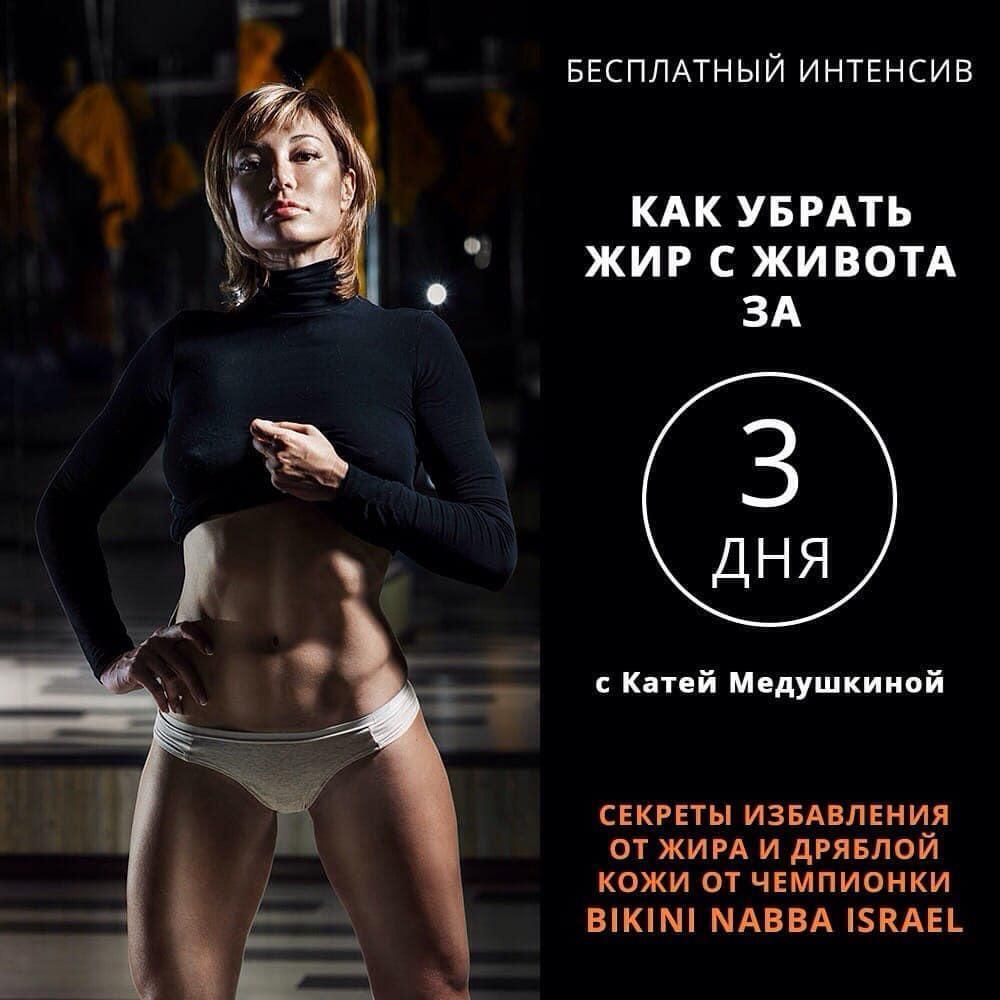 БЕСПЛАТНЫЙ ИНТЕНСИВ
КАК УБРАТЬ
ЖИР С ЖИВОТА
ЗА
3
ДНЯ
с Катей Медушкиной
СЕКРЕТЫ ИЗБАВЛЕНИЯ
ОТ ЖИРА И ДРЯБЛОЙ
КОЖИ ОТ ЧЕМПИОНКИ
BIKINI NABBA ISRAEL